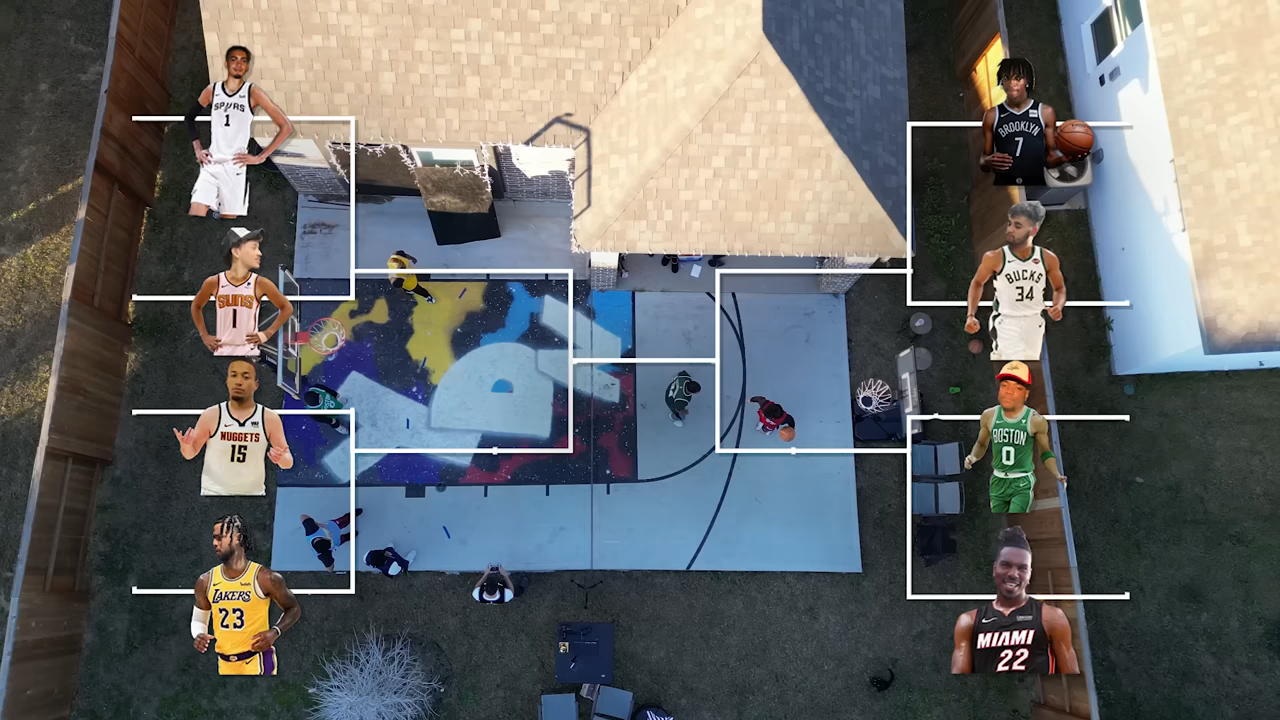 SPURS
1
SUNS
1
NUGGETS
15
LAKERS
23
BROOKLYN
7
BUCKS
34
BOSTON
0
MIAMI
22